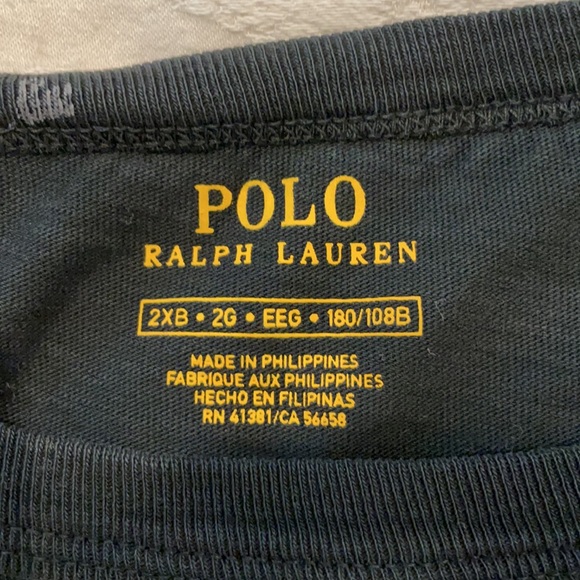 POLO
RALPH LAUREN
2XB • 2G • EEG • 180/108B
MADE IN PHILIPPINES
FABRIQUE AUX PHILIPPINES
HECHO EN FILIPINAS
RN 41381/CA 56658